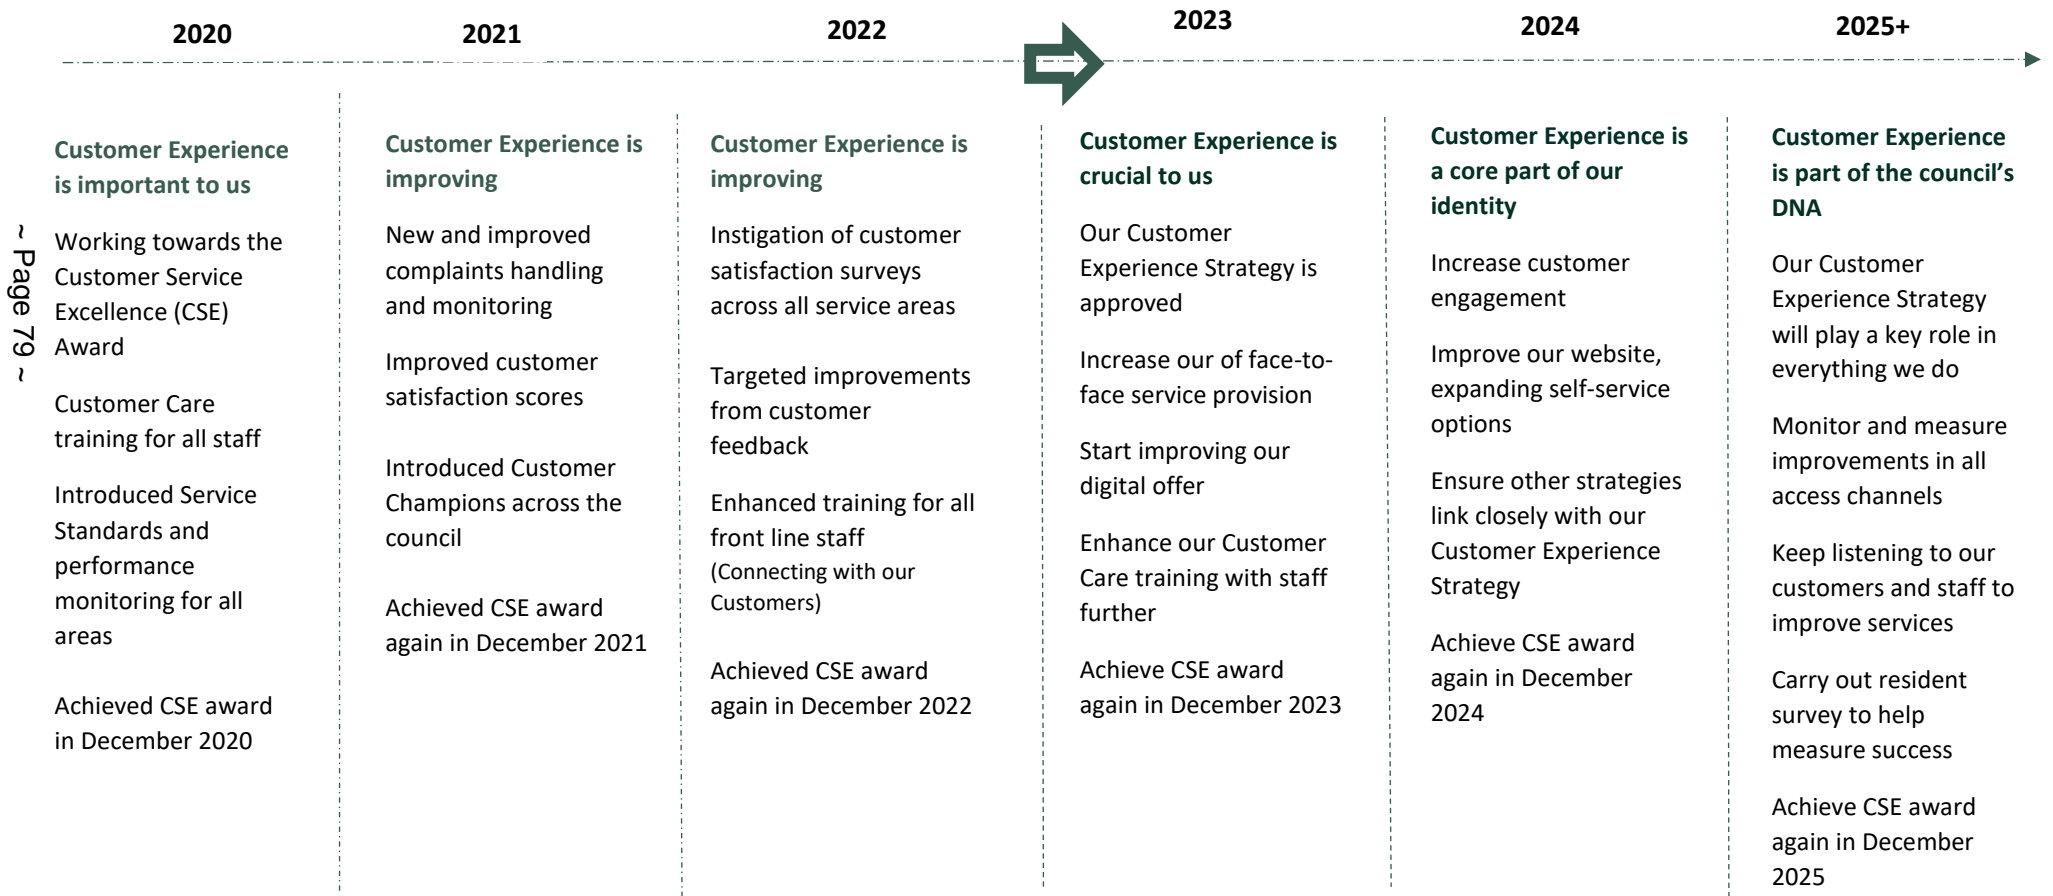 2020
2021
2022
2023
2024
2025+
~ Page 79 ~
Customer Experience
is important to us
Working towards the
Customer Service
Excellence (CSE)
Award
Customer Care
training for all staff
Introduced Service
Standards and
performance
monitoring for all
areas
Achieved CSE award
in December 2020
Customer Experience is
improving
New and improved
complaints handling
and monitoring
Improved customer
satisfaction scores
Introduced Customer
Champions across the
council
Achieved CSE award
again in December 2021
Customer Experience is
improving
Instigation of customer
satisfaction surveys
across all service areas
Targeted improvements
from customer
feedback
Enhanced training for all
front line staff
(Connecting with our
Customers)
Achieved CSE award
again in December 2022
Customer Experience is
crucial to us
Our Customer
Experience Strategy is
approved
Increase our of face-to-
face service provision
Start improving our
digital offer
Enhance our Customer
Care training with staff
further
Achieve CSE award
again in December 2023
Customer Experience is
a core part of our
identity
Increase customer
engagement
Improve our website,
expanding self-service
options
Ensure other strategies
link closely with our
Customer Experience
Strategy
Achieve CSE award
again in December
2024
Customer Experience
is part of the council’s
DNA
Our Customer
Experience Strategy
will play a key role in
everything we do
Monitor and measure
improvements in all
access channels
Keep listening to our
customers and staff to
improve services
Carry out resident
survey to help
measure success
Achieve CSE award
again in December
2025